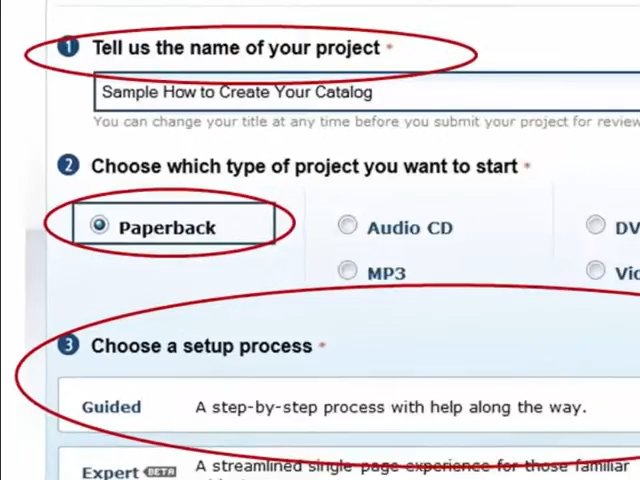 1 Tell us the name of your project *
Sample How to Create Your Catalog
You can change your title at any time before you submit your project for review
2 Choose which type of project you want to start *
Paperback Audio CD DV
MP3 Vid
3 Choose a setup process *
Guided A step-by-step process with help along the way.
Expert BETA A streamlined single-page experience for those familiar